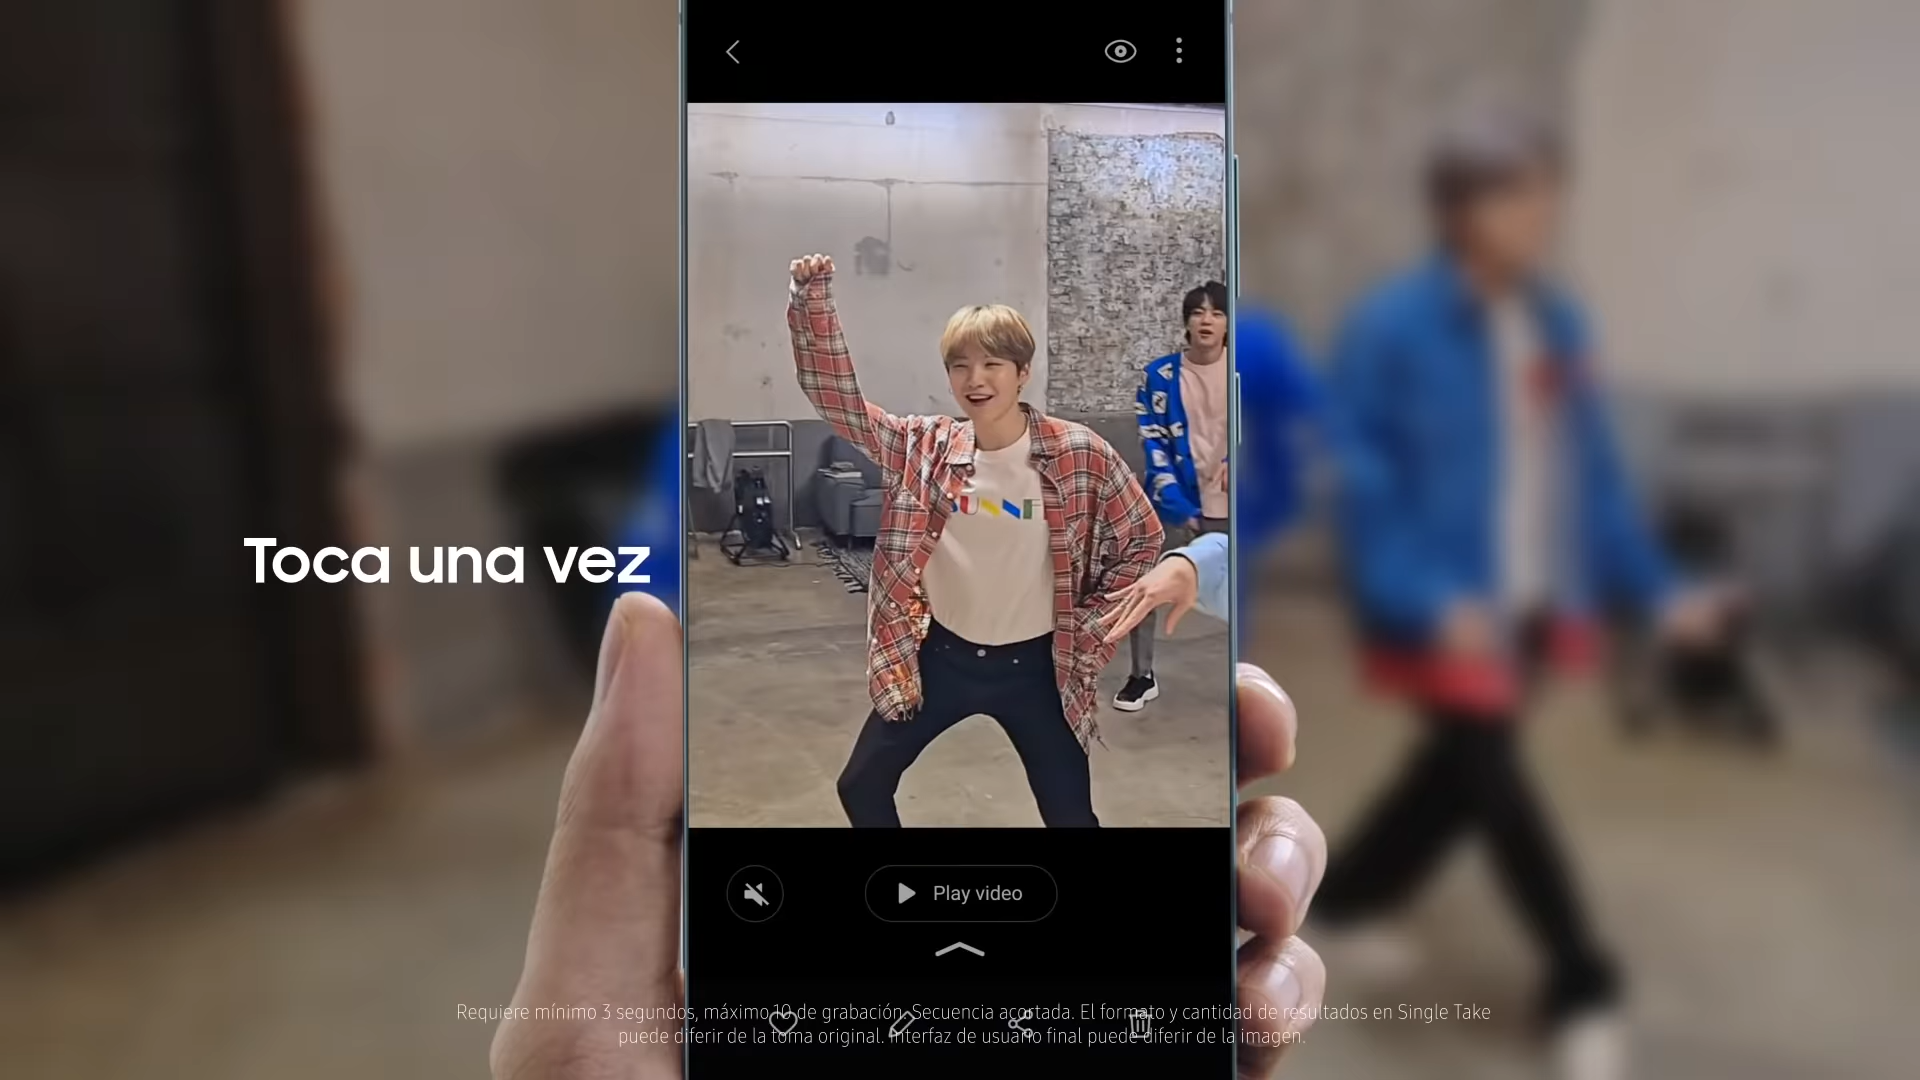 SUNNF
Toca una vez
Play video
Requiere mínimo 3 segundos, máximo 10 de grabación. Secuencia acortada. El formato y cantidad de resultados en Single Take
puede diferir de la toma original. Interfaz de usuario final puede diferir de la imagen.